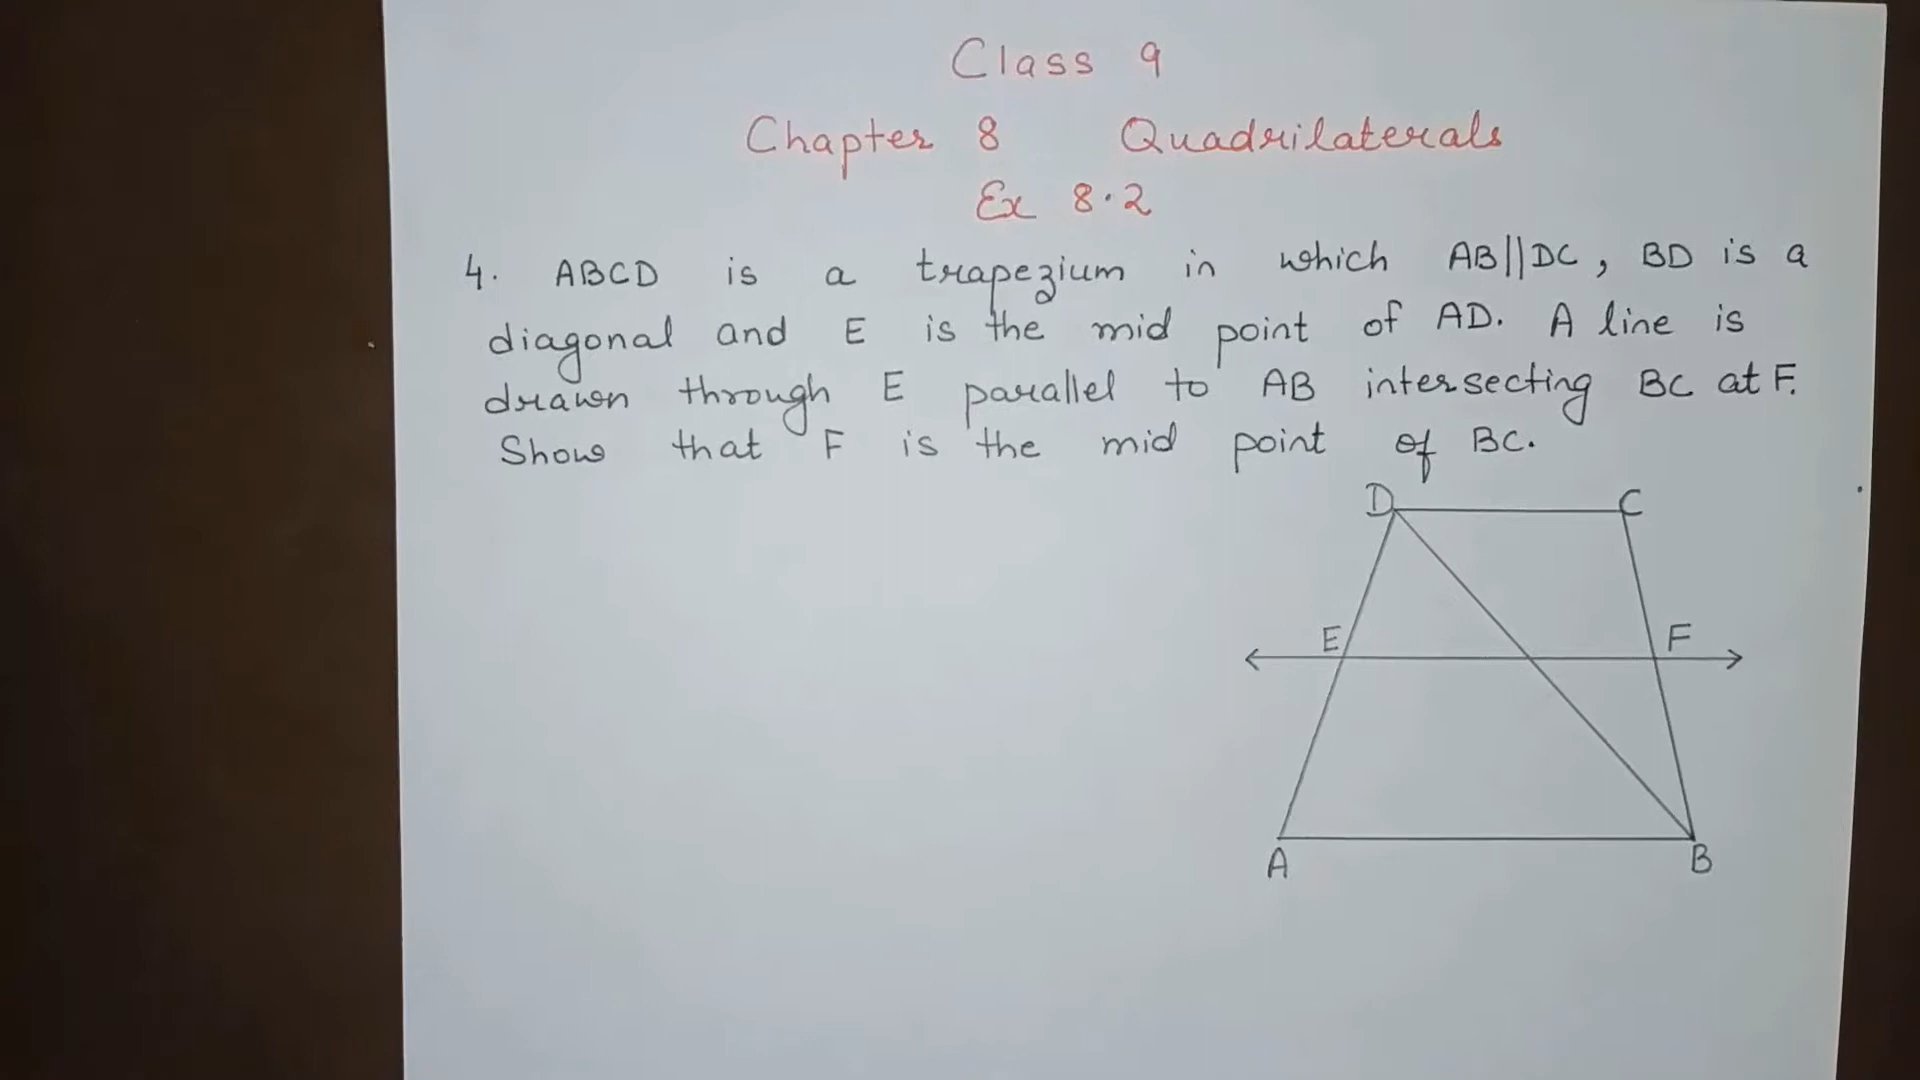 Class 9
Chapter 8 Quadrilaterals
Ex 8.2
4. ABCD is a trapezium in which AB||DC, BD is a
diagonal and E is the mid point of AD. A line is
drawn through E parallel to AB intersecting BC at F.
Show that F is the mid point of BC.
D C
E F
A B